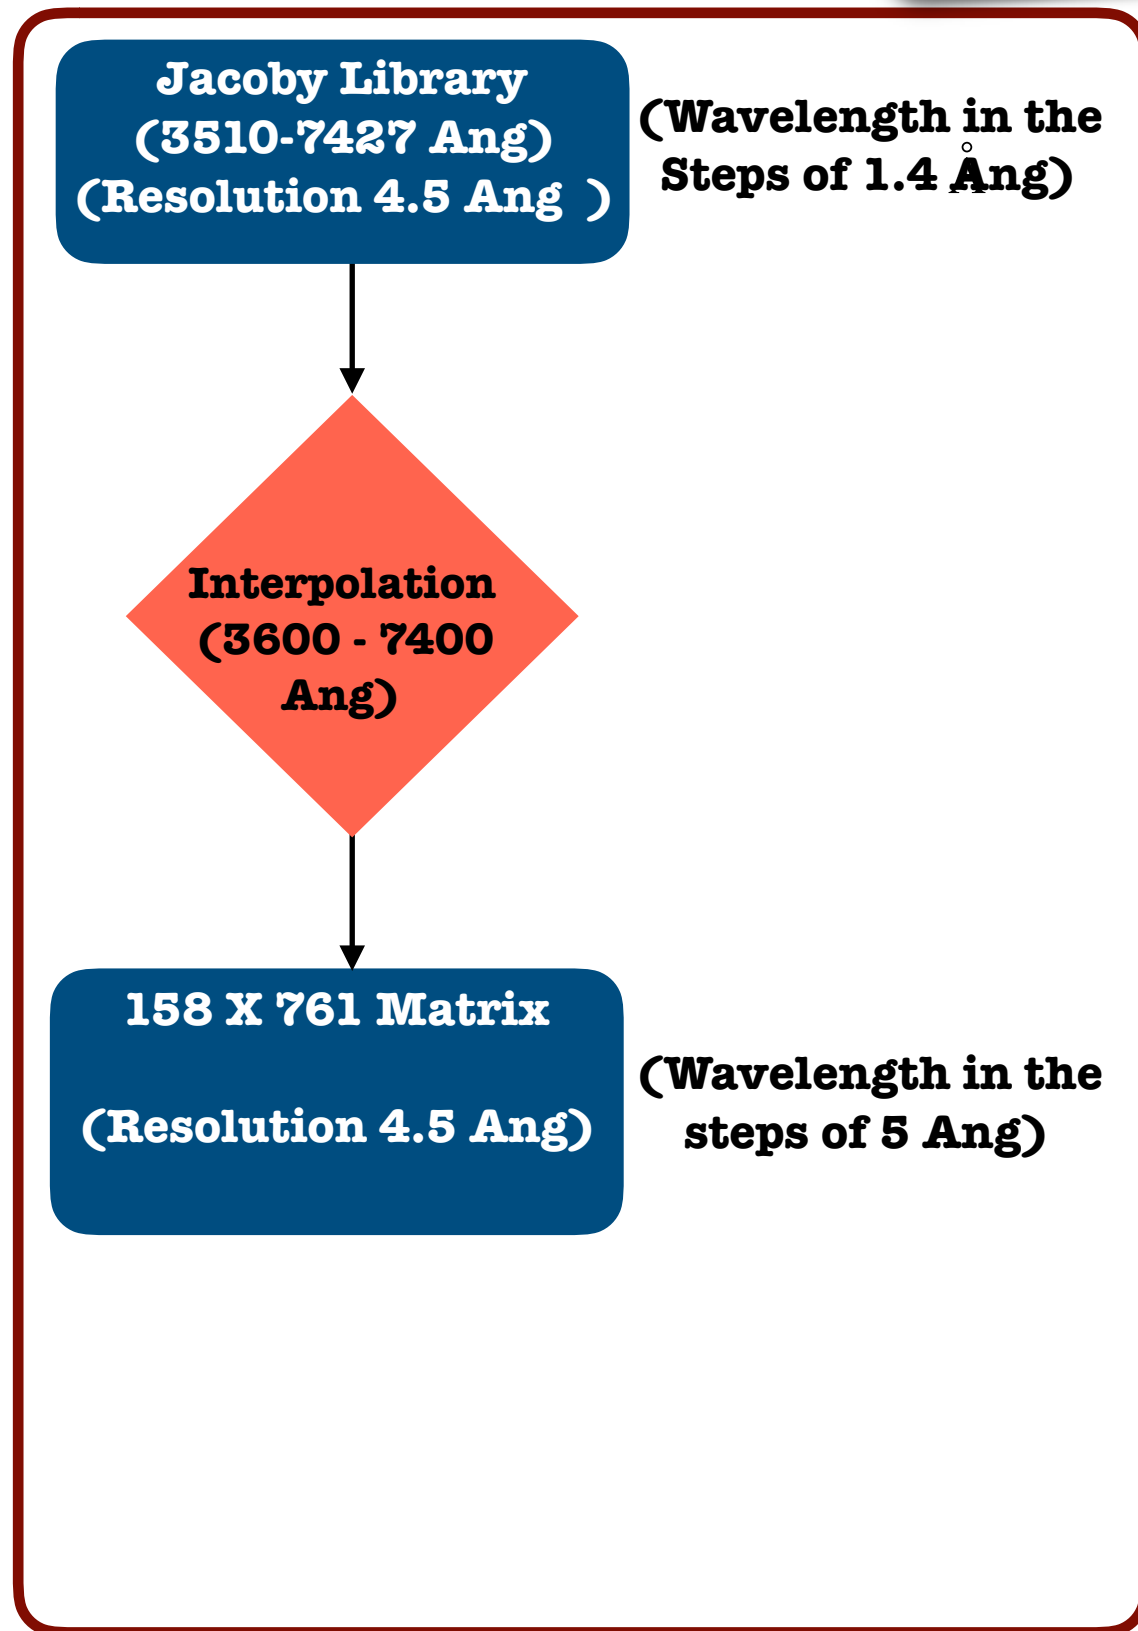 Jacoby Library
(3510-7427 Ang)
(Resolution 4.5 Ang )
(Wavelength in the
Steps of 1.4 Ång)
Interpolation
(3600 - 7400
Ang)
158 X 761 Matrix
(Resolution 4.5 Ang)
(Wavelength in the
steps of 5 Ang)